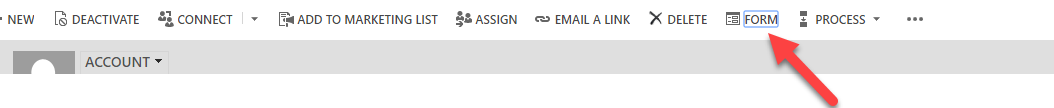 NEW DEACTIVATE CONNECT ADD TO MARKETING LIST ASSIGN EMAIL A LINK DELETE FORM PROCESS
ACCOUNT